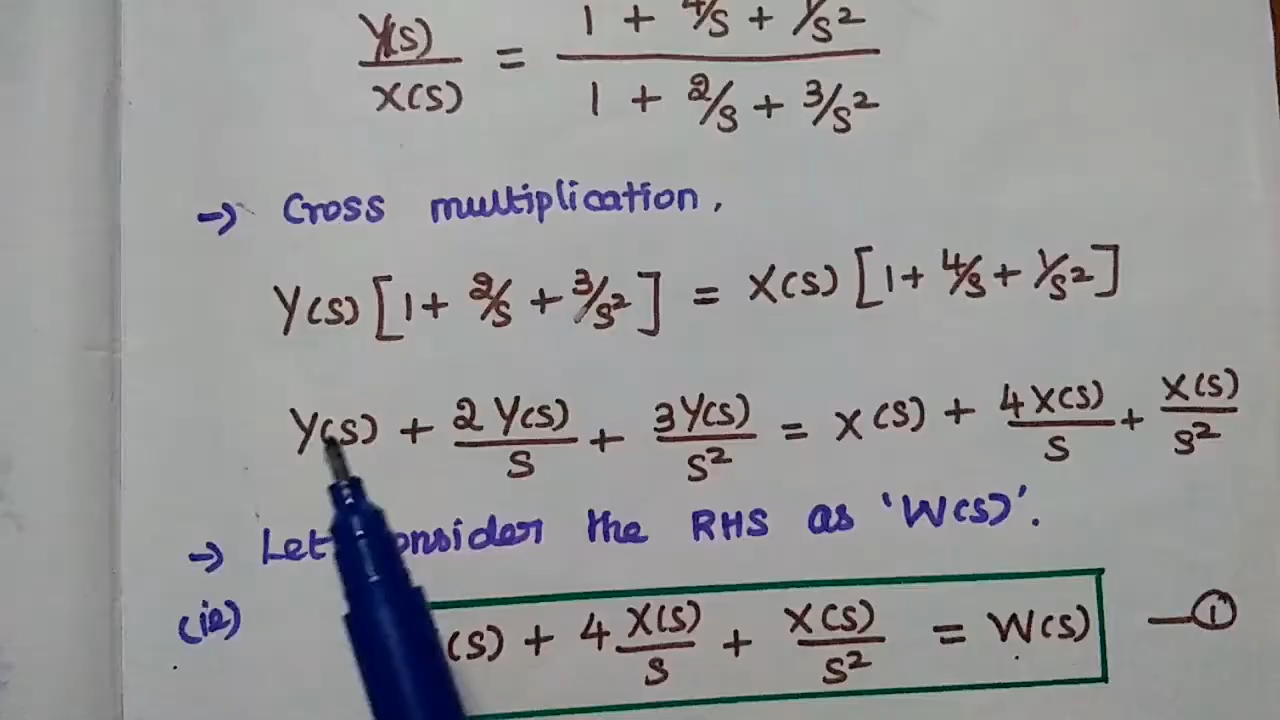 Y(S)/X(S) = (1 + 4/S + 1/S²)/(1 + 2/S + 3/S²)
→ Cross multiplication,
Y(S) [1 + 2/S + 3/S²] = X(S) [1 + 4/S + 1/S²]
Y(S) + 2Y(S)/S + 3Y(S)/S² = X(S) + 4X(S)/S + X(S)/S²
→ Let the RHS as 'W(S)'.
(ie) (S) + 4 X(S)/S + X(S)/S² = W(S) — ①